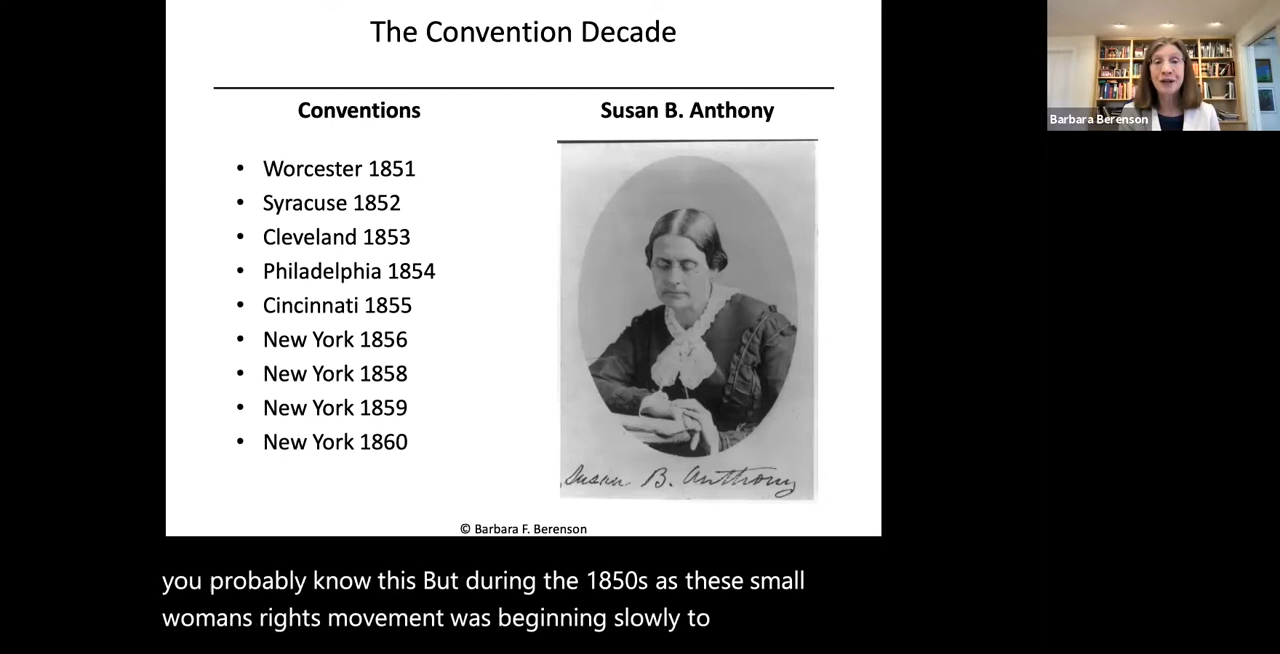 The Convention Decade
Conventions
Susan B. Anthony
• Worcester 1851
• Syracuse 1852
• Cleveland 1853
• Philadelphia 1854
• Cincinnati 1855
• New York 1856
• New York 1858
• New York 1859
• New York 1860
Susan B. Anthony
© Barbara F. Berenson
Barbara Berenson
you probably know this But during the 1850s as these small
womans rights movement was beginning slowly to